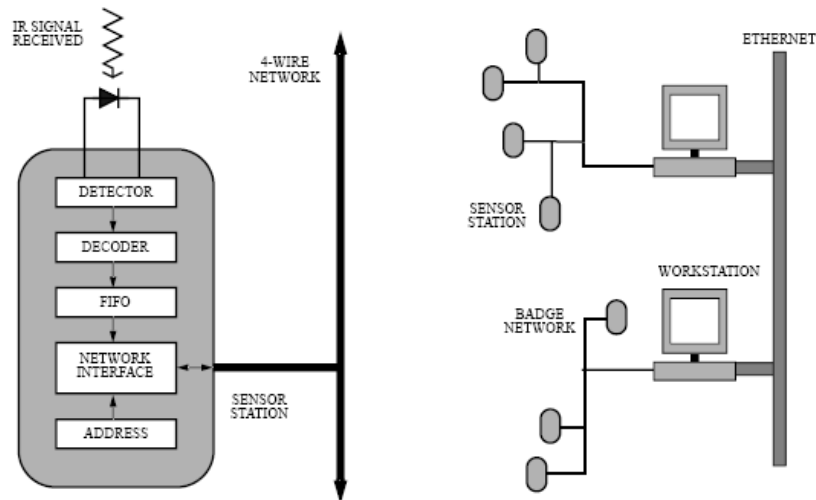 IR SIGNAL
RECEIVED
4-WIRE
NETWORK
DETECTOR
DECODER
FIFO
NETWORK
INTERFACE
ADDRESS
SENSOR
STATION
ETHERNET
SENSOR
STATION
WORKSTATION
BADGE
NETWORK